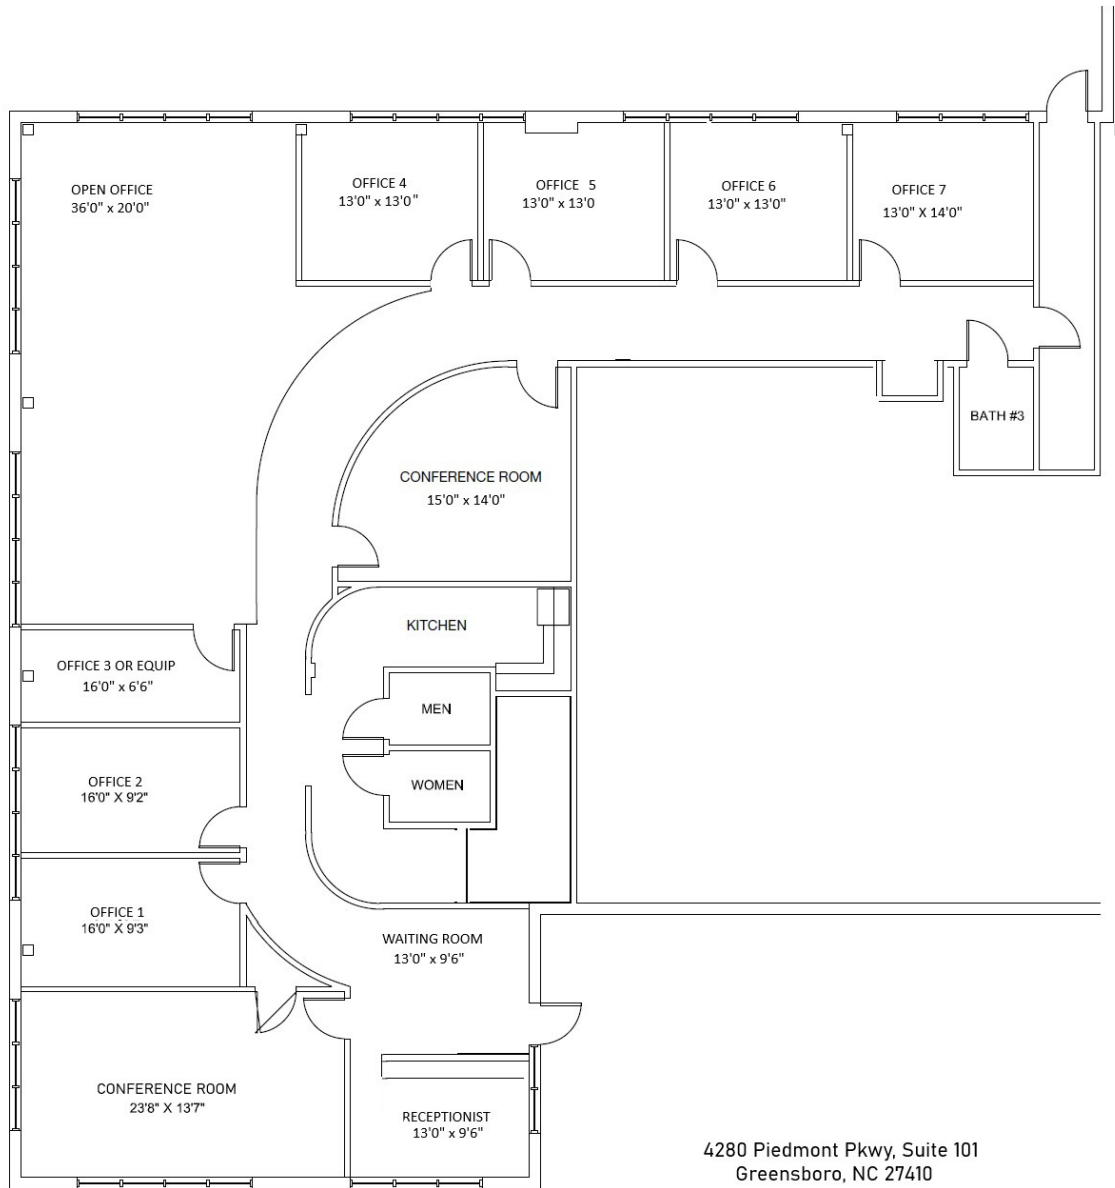 OPEN OFFICE
36'0" x 20'0"
OFFICE 4
13'0" x 13'0"
OFFICE 5
13'0" x 13'0
OFFICE 6
13'0" x 13'0"
OFFICE 7
13'0" X 14'0"
BATH #3
CONFERENCE ROOM
15'0" x 14'0"
KITCHEN
OFFICE 3 OR EQUIP
16'0" x 6'6"
MEN
OFFICE 2
16'0" X 9'2"
WOMEN
OFFICE 1
16'0" X 9'3"
WAITING ROOM
13'0" x 9'6"
CONFERENCE ROOM
23'8" X 13'7"
RECEPTIONIST
13'0" x 9'6"
4280 Piedmont Pkwy, Suite 101
Greensboro, NC 27410